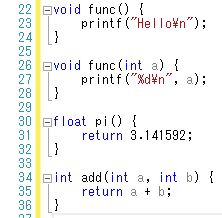 22 void func() {
23 printf("Hello¥n");
24 }
25
26 void func(int a) {
27 printf("%d¥n", a);
28 }
29
30 float pi() {
31 return 3.141592;
32 }
33
34 int add(int a, int b) {
35 return a + b;
36 }